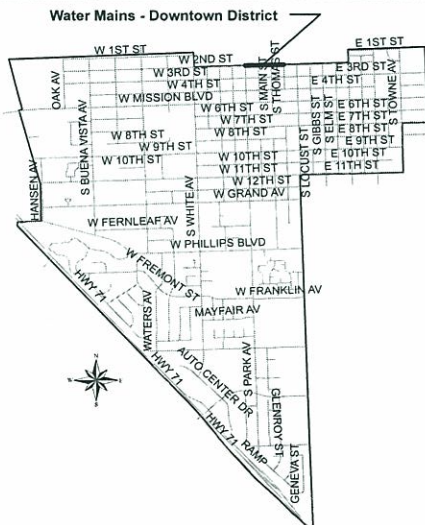 Water Mains - Downtown District
W 1ST ST
E 1ST ST
W 2ND ST
W 3RD ST
E 3RD ST
W 4TH ST
E 4TH ST
OAK AV
S MAIN ST
S THOMAS ST
S TOWNE AV
W MISSION BLVD
S BUENA VISTA AV
W 6TH ST
E 6TH ST
S GIBBS ST
S ELM ST
W 7TH ST
E 7TH ST
W 8TH ST
W 8TH ST
E 8TH ST
W 9TH ST
E 9TH ST
S LOCUST ST
W 10TH ST
W 10TH ST
E 10TH ST
W 11TH ST
E 11TH ST
W 12TH ST
HANSEN AV
S WHITE AV
W GRAND AV
W FERNLEAF AV
W PHILLIPS BLVD
W FREMONT ST
HWY 71
W FRANKLIN AV
WATERS AV
MAYFAIR AV
N
W
E
S
HWY 71
AUTO CENTER DR
S PARK AV
GLENROY ST
HWY 71
RAMP
GENEVA ST